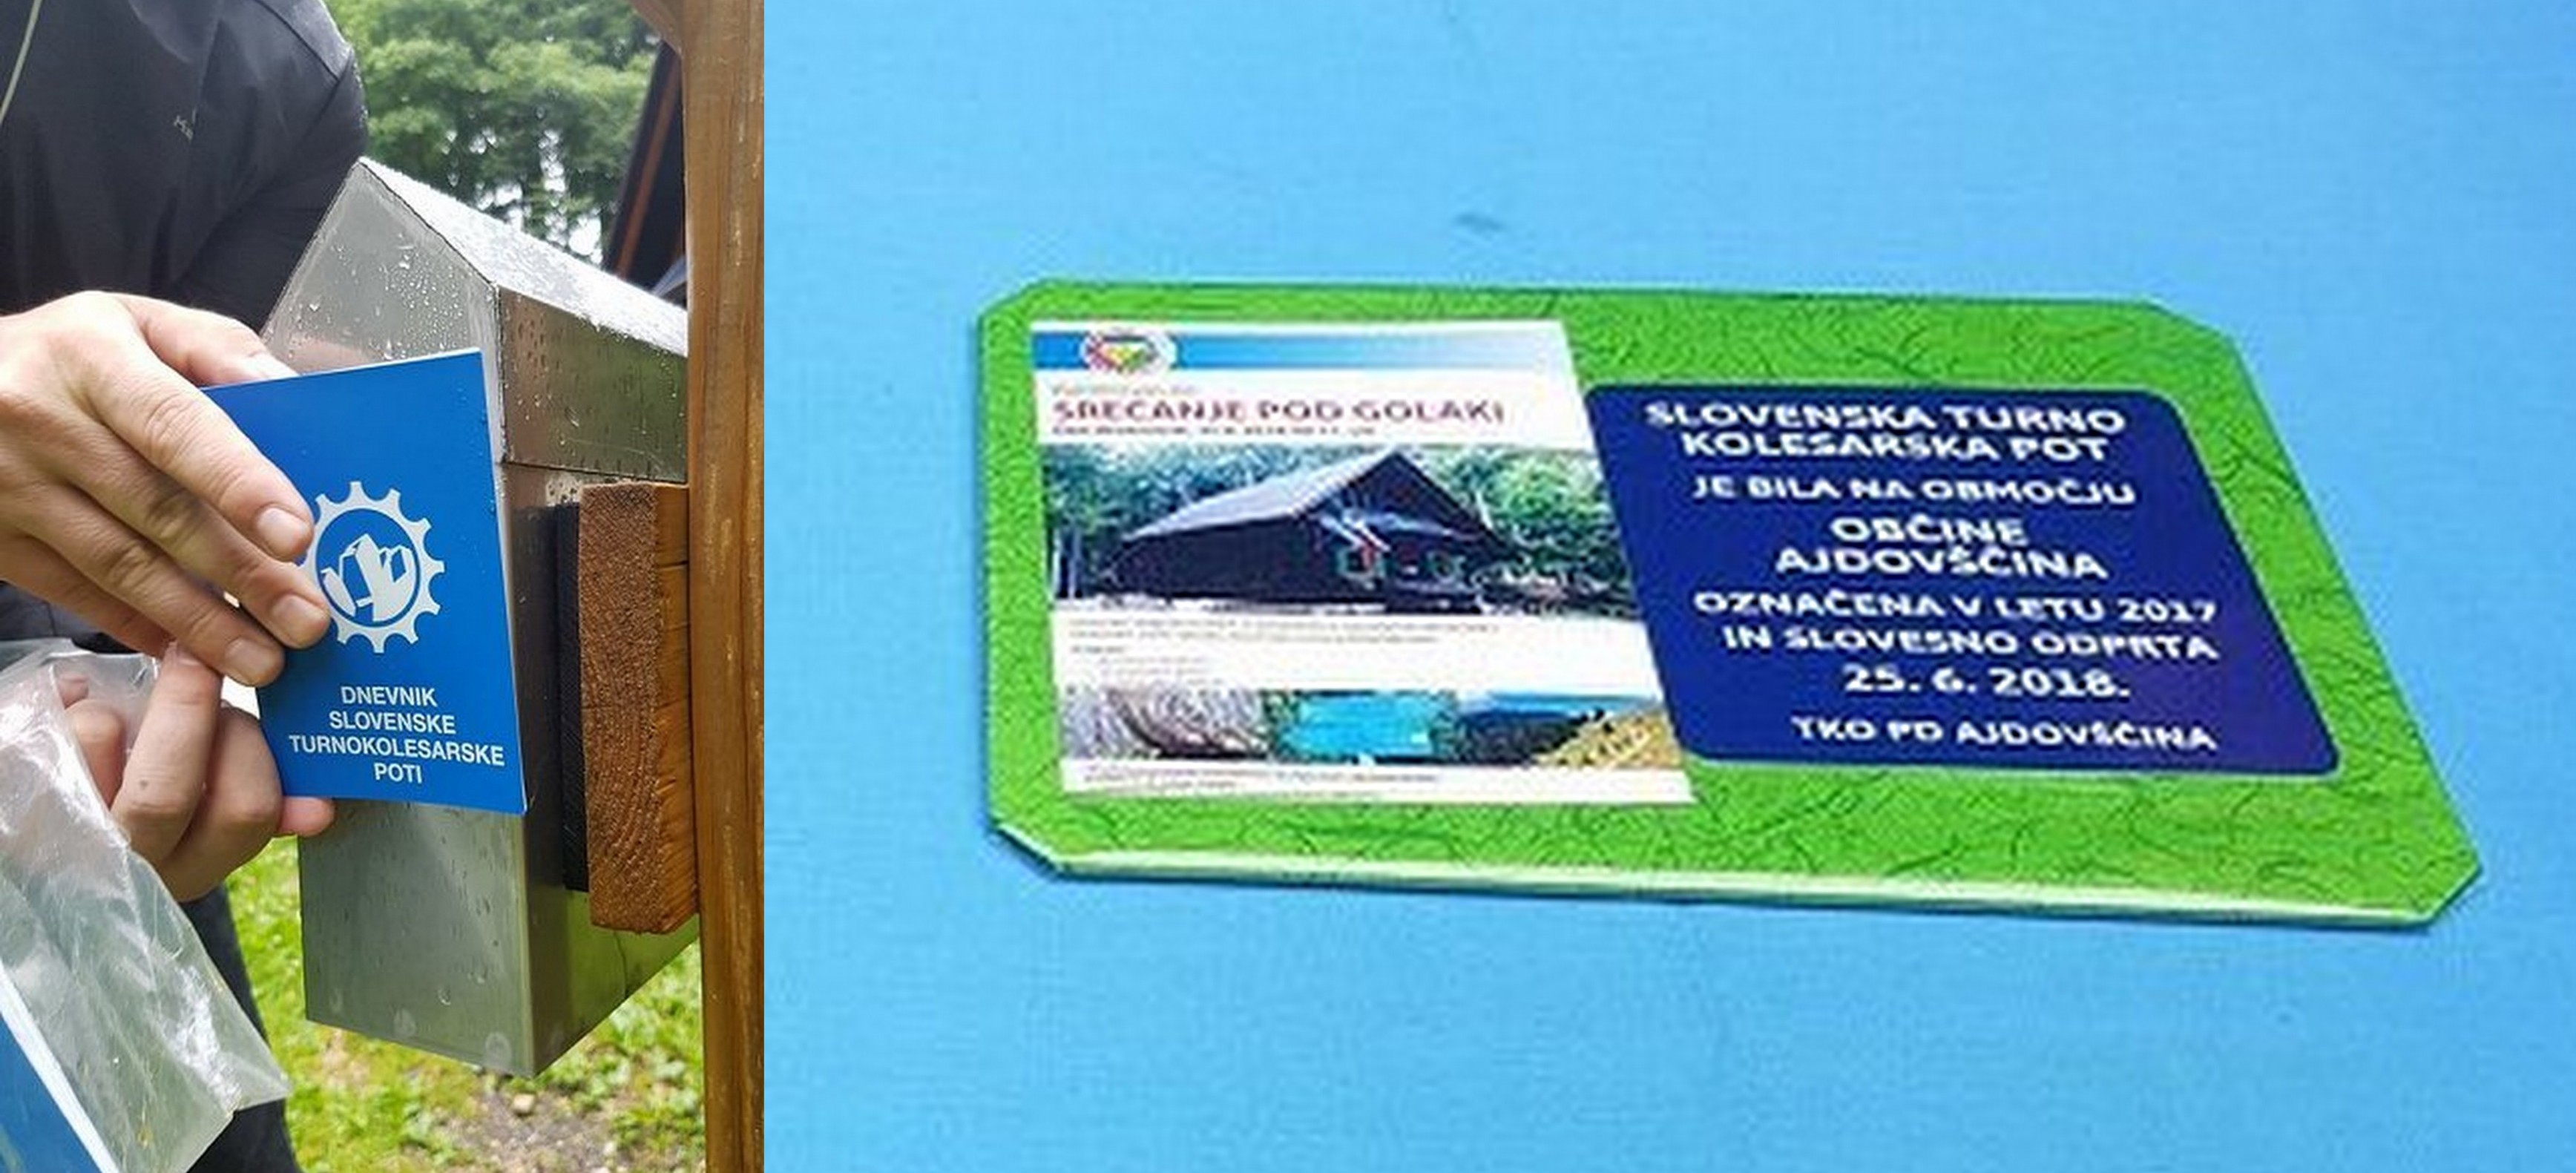 DNEVNIK
SLOVENSKE
TURNOKOLESARSKE
POTI
SREČANJE POD GOLAKI
SLOVENSKA TURNO
KOLESARSKA POT
JE BILA NA OBMOČJU
OBČINE
AJDOVŠČINA
OZNAČENA V LETU 2017
IN SLOVESNO ODPRTA
25. 6. 2018.
TKO PD AJDOVŠČINA